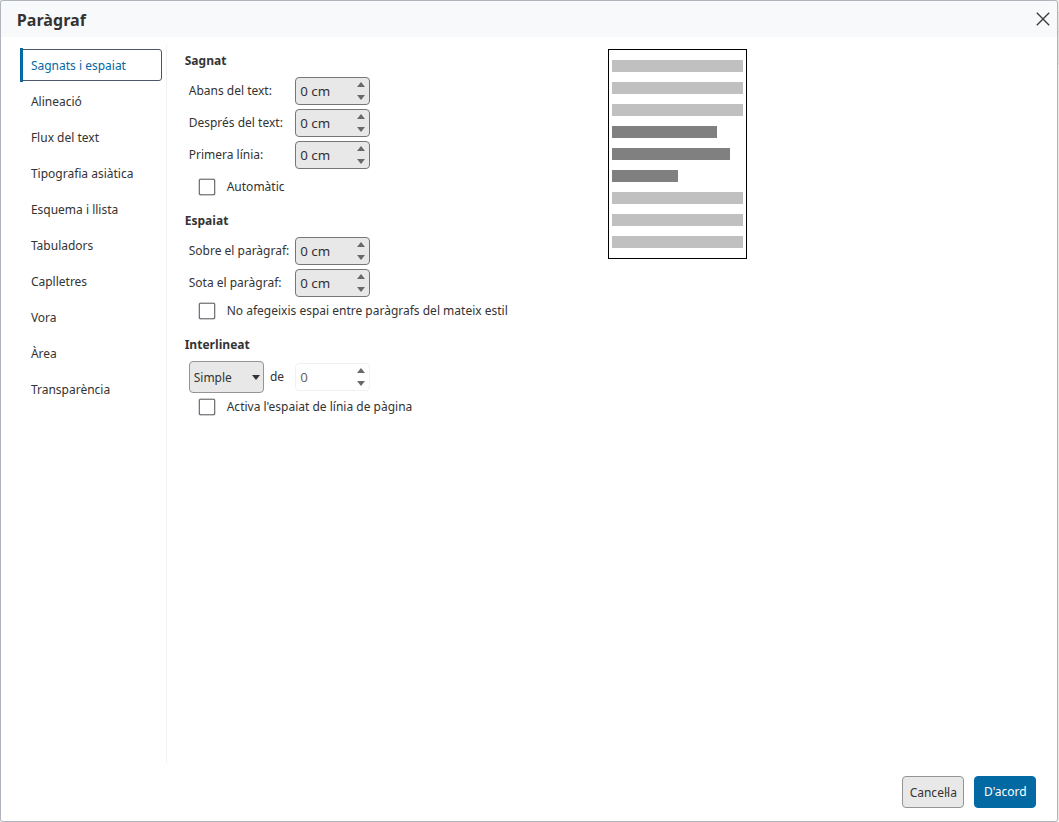 Paràgraf
Sagnats i espaiat
Alineació
Flux del text
Tipografia asiàtica
Esquema i llista
Tabuladors
Caplletres
Vora
Àrea
Transparència
Sagnat
Abans del text: 0 cm
Després del text: 0 cm
Primera línia: 0 cm
Automàtic
Espaiat
Sobre el paràgraf: 0 cm
Sota el paràgraf: 0 cm
No afegeixis espai entre paràgrafs del mateix estil
Interlineat
Simple de 0
Activa l'espaiat de línia de pàgina
Cancel·la D'acord